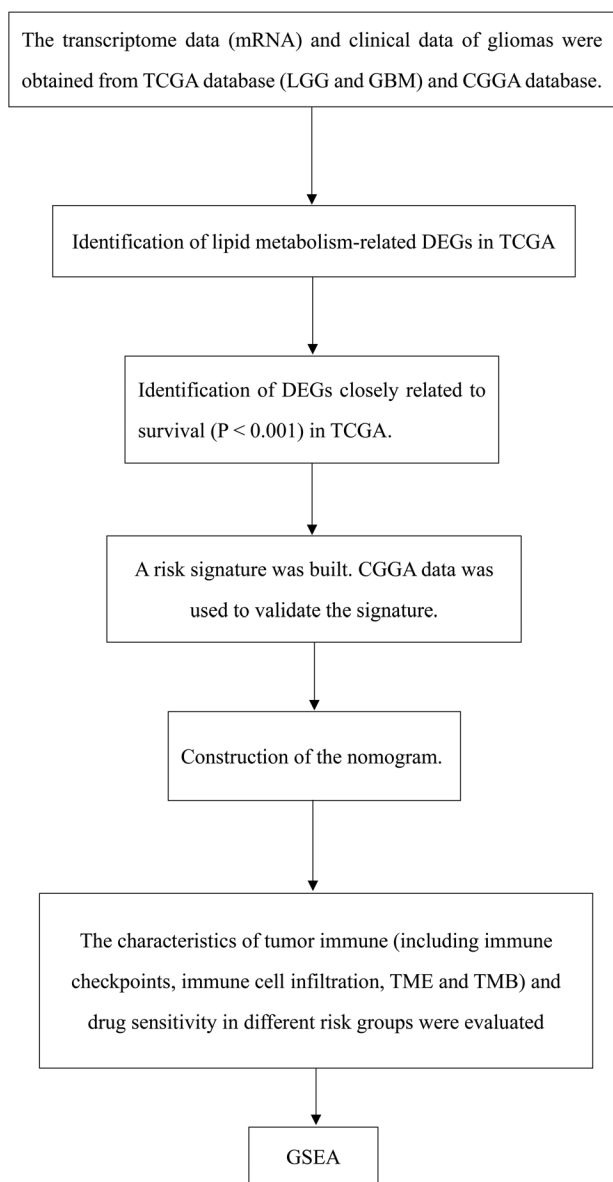 The transcriptome data (mRNA) and clinical data of gliomas were
obtained from TCGA database (LGG and GBM) and CGGA database.
Identification of lipid metabolism-related DEGs in TCGA
Identification of DEGs closely related to
survival (P < 0.001) in TCGA.
A risk signature was built. CGGA data was
used to validate the signature.
Construction of the nomogram.
The characteristics of tumor immune (including immune
checkpoints, immune cell infiltration, TME and TMB) and
drug sensitivity in different risk groups were evaluated
GSEA